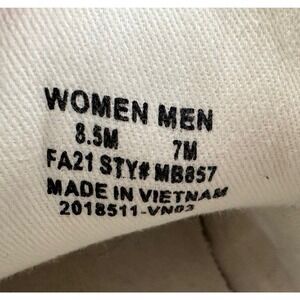 WOMEN MEN
8.5M 7M
FA21 STY# MB857
MADE IN VIETNAM
2018511-VN03